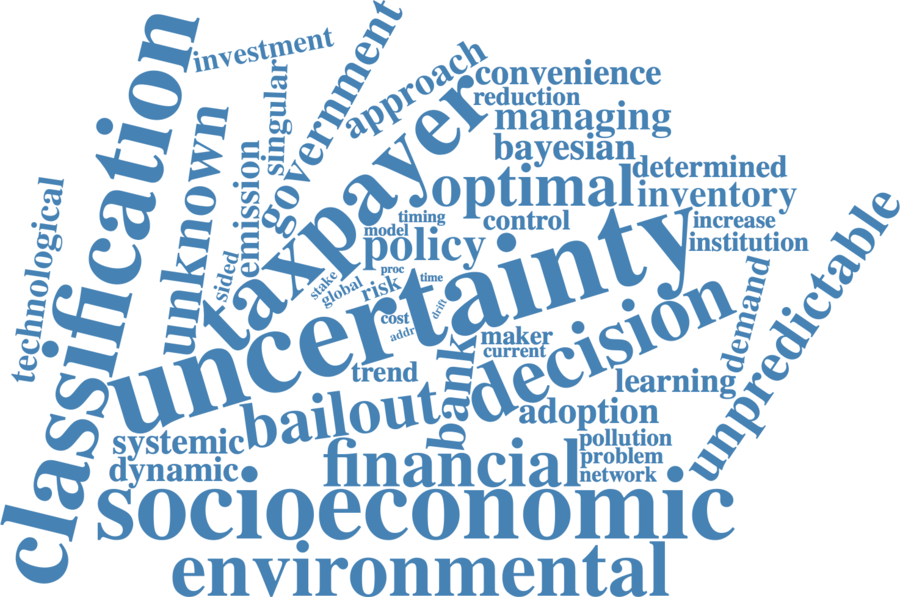 classification
investment
government
singular
approach
convenience
reduction
managing
bayesian
unknown
emission
taxpayer
optimal
determined
inventory
technological
sided
timing
model
policy
control
increase
institution
unpredictable
uncertainty
stake
global
risk
proc
time
drift
cost
addr
maker
current
demand
decision
trend
bank
learning
bailout
adoption
systemic
dynamic
financial
pollution
problem
network
socioeconomic
environmental